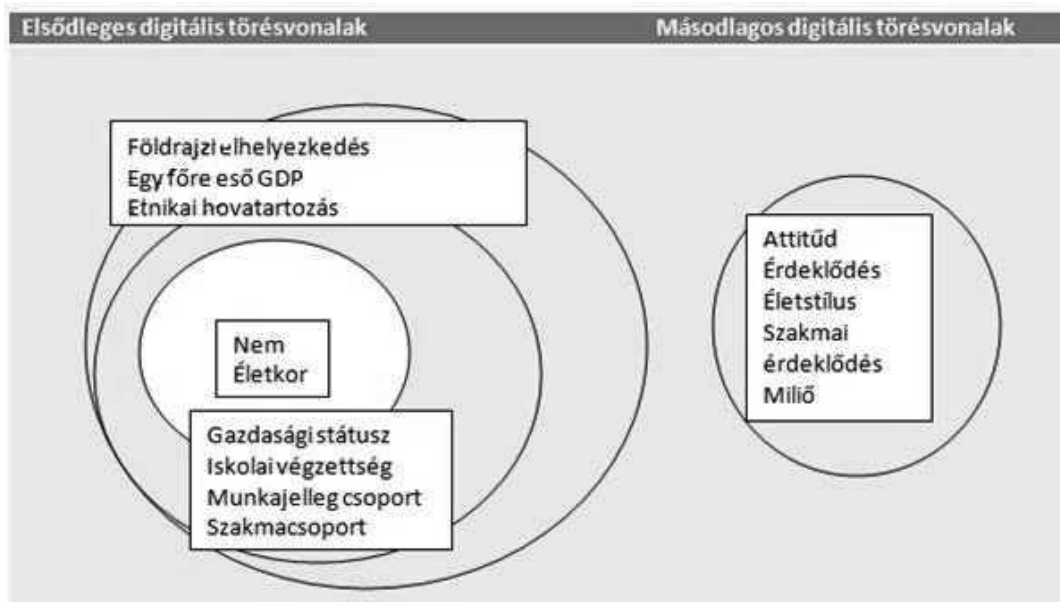 Elsődleges digitális törésvonalak
Másodlagos digitális törésvonalak
Földrajzi elhelyezkedés
Egy főre eső GDP
Etnikai hovatartozás
Nem
Életkor
Gazdasági státusz
Iskolai végzettség
Munkajelleg csoport
Szakmacsoport
Attitűd
Érdeklődés
Életstílus
Szakmai
érdeklődés
Miliő